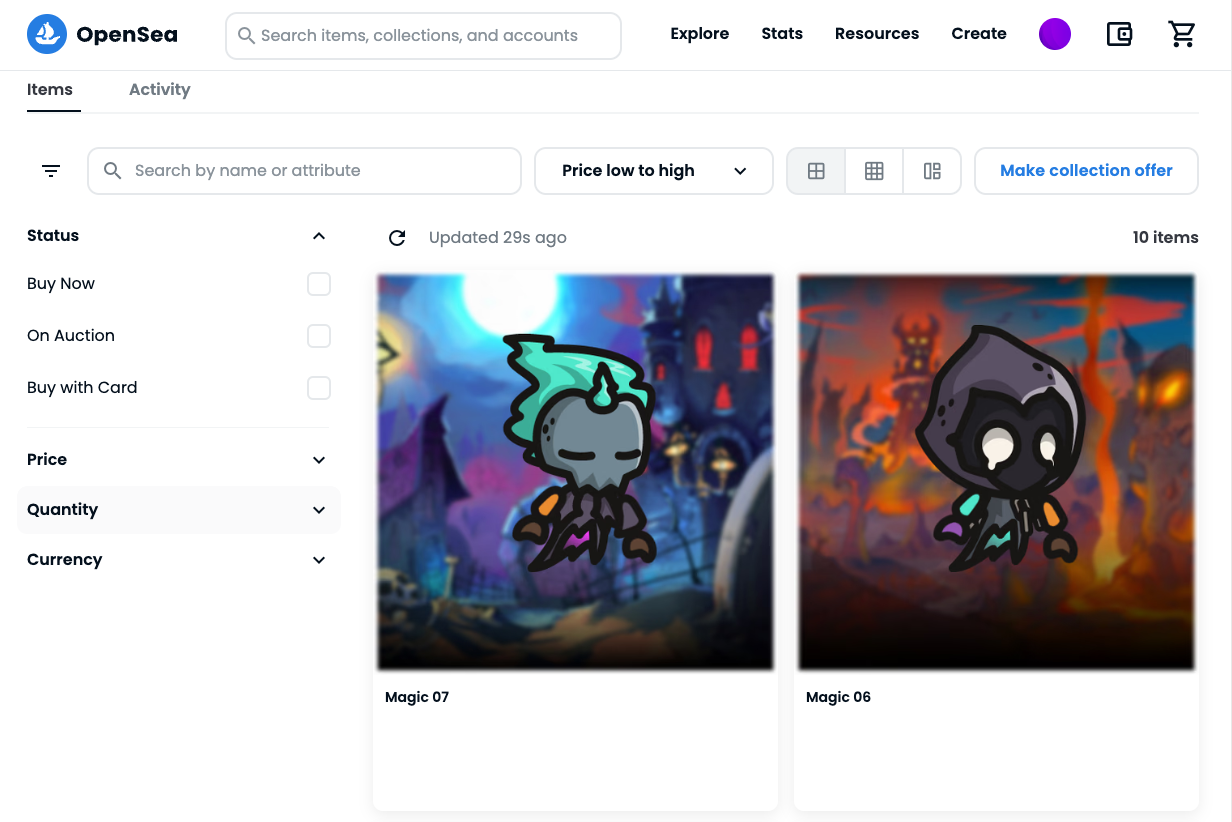 OpenSea
Search items, collections, and accounts
Explore
Stats
Resources
Create
Items
Activity
Search by name or attribute
Price low to high
Make collection offer
Status
Updated 29s ago
10 items
Buy Now
On Auction
Buy with Card
Price
Quantity
Currency
Magic 07
Magic 06